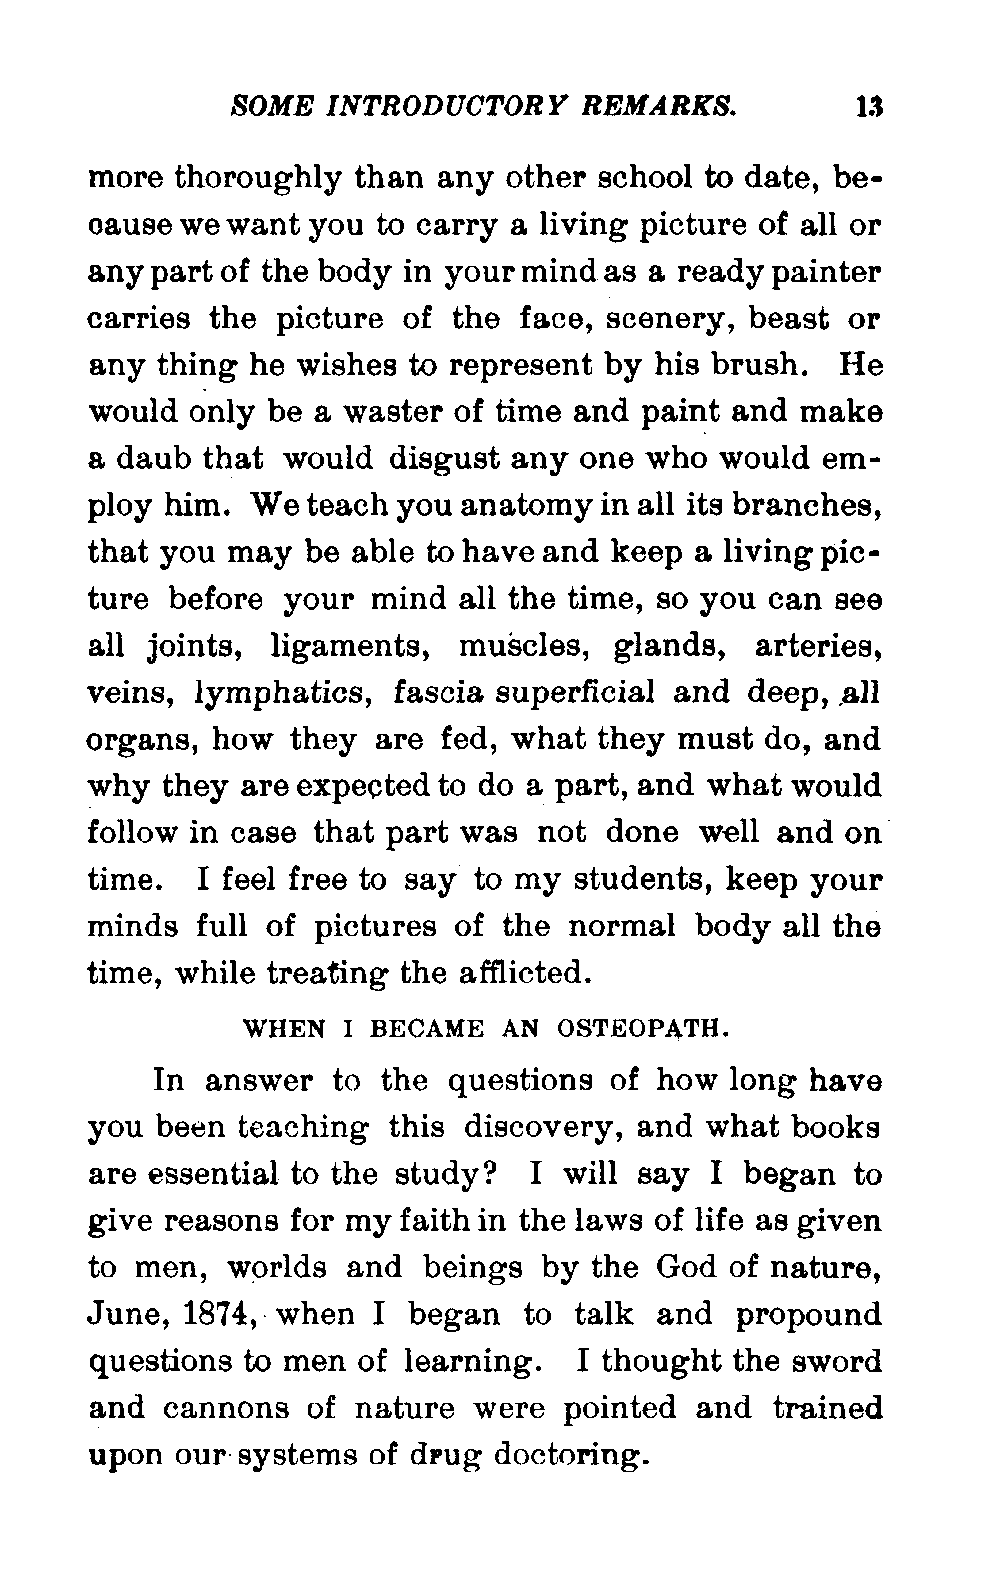 SOME INTRODUCTORY REMARKS. 13
more thoroughly than any other school to date, be-
cause we want you to carry a living picture of all or
any part of the body in your mind as a ready painter
carries the picture of the face, scenery, beast or
any thing he wishes to represent by his brush. He
would only be a waster of time and paint and make
a daub that would disgust any one who would em-
ploy him. We teach you anatomy in all its branches,
that you may be able to have and keep a living pic-
ture before your mind all the time, so you can see
all joints, ligaments, muscles, glands, arteries,
veins, lymphatics, fascia superficial and deep, all
organs, how they are fed, what they must do, and
why they are expected to do a part, and what would
follow in case that part was not done well and on
time. I feel free to say to my students, keep your
minds full of pictures of the normal body all the
time, while treating the afflicted.
WHEN I BECAME AN OSTEOPATH.
In answer to the questions of how long have
you been teaching this discovery, and what books
are essential to the study? I will say I began to
give reasons for my faith in the laws of life as given
to men, worlds and beings by the God of nature,
June, 1874, when I began to talk and propound
questions to men of learning. I thought the sword
and cannons of nature were pointed and trained
upon our systems of drug doctoring.